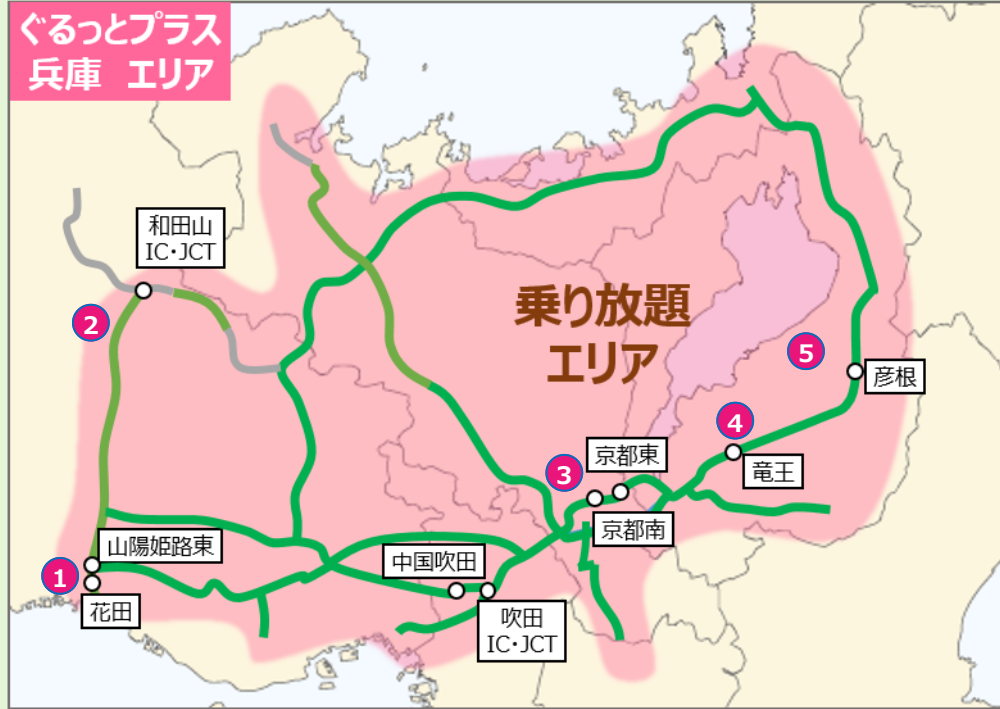 ぐるっとプラス
兵庫 エリア
和田山
IC・JCT
2
乗り放題
エリア
5
彦根
4
京都東
竜王
3
京都南
山陽姫路東
中国吹田
1
花田
吹田
IC・JCT